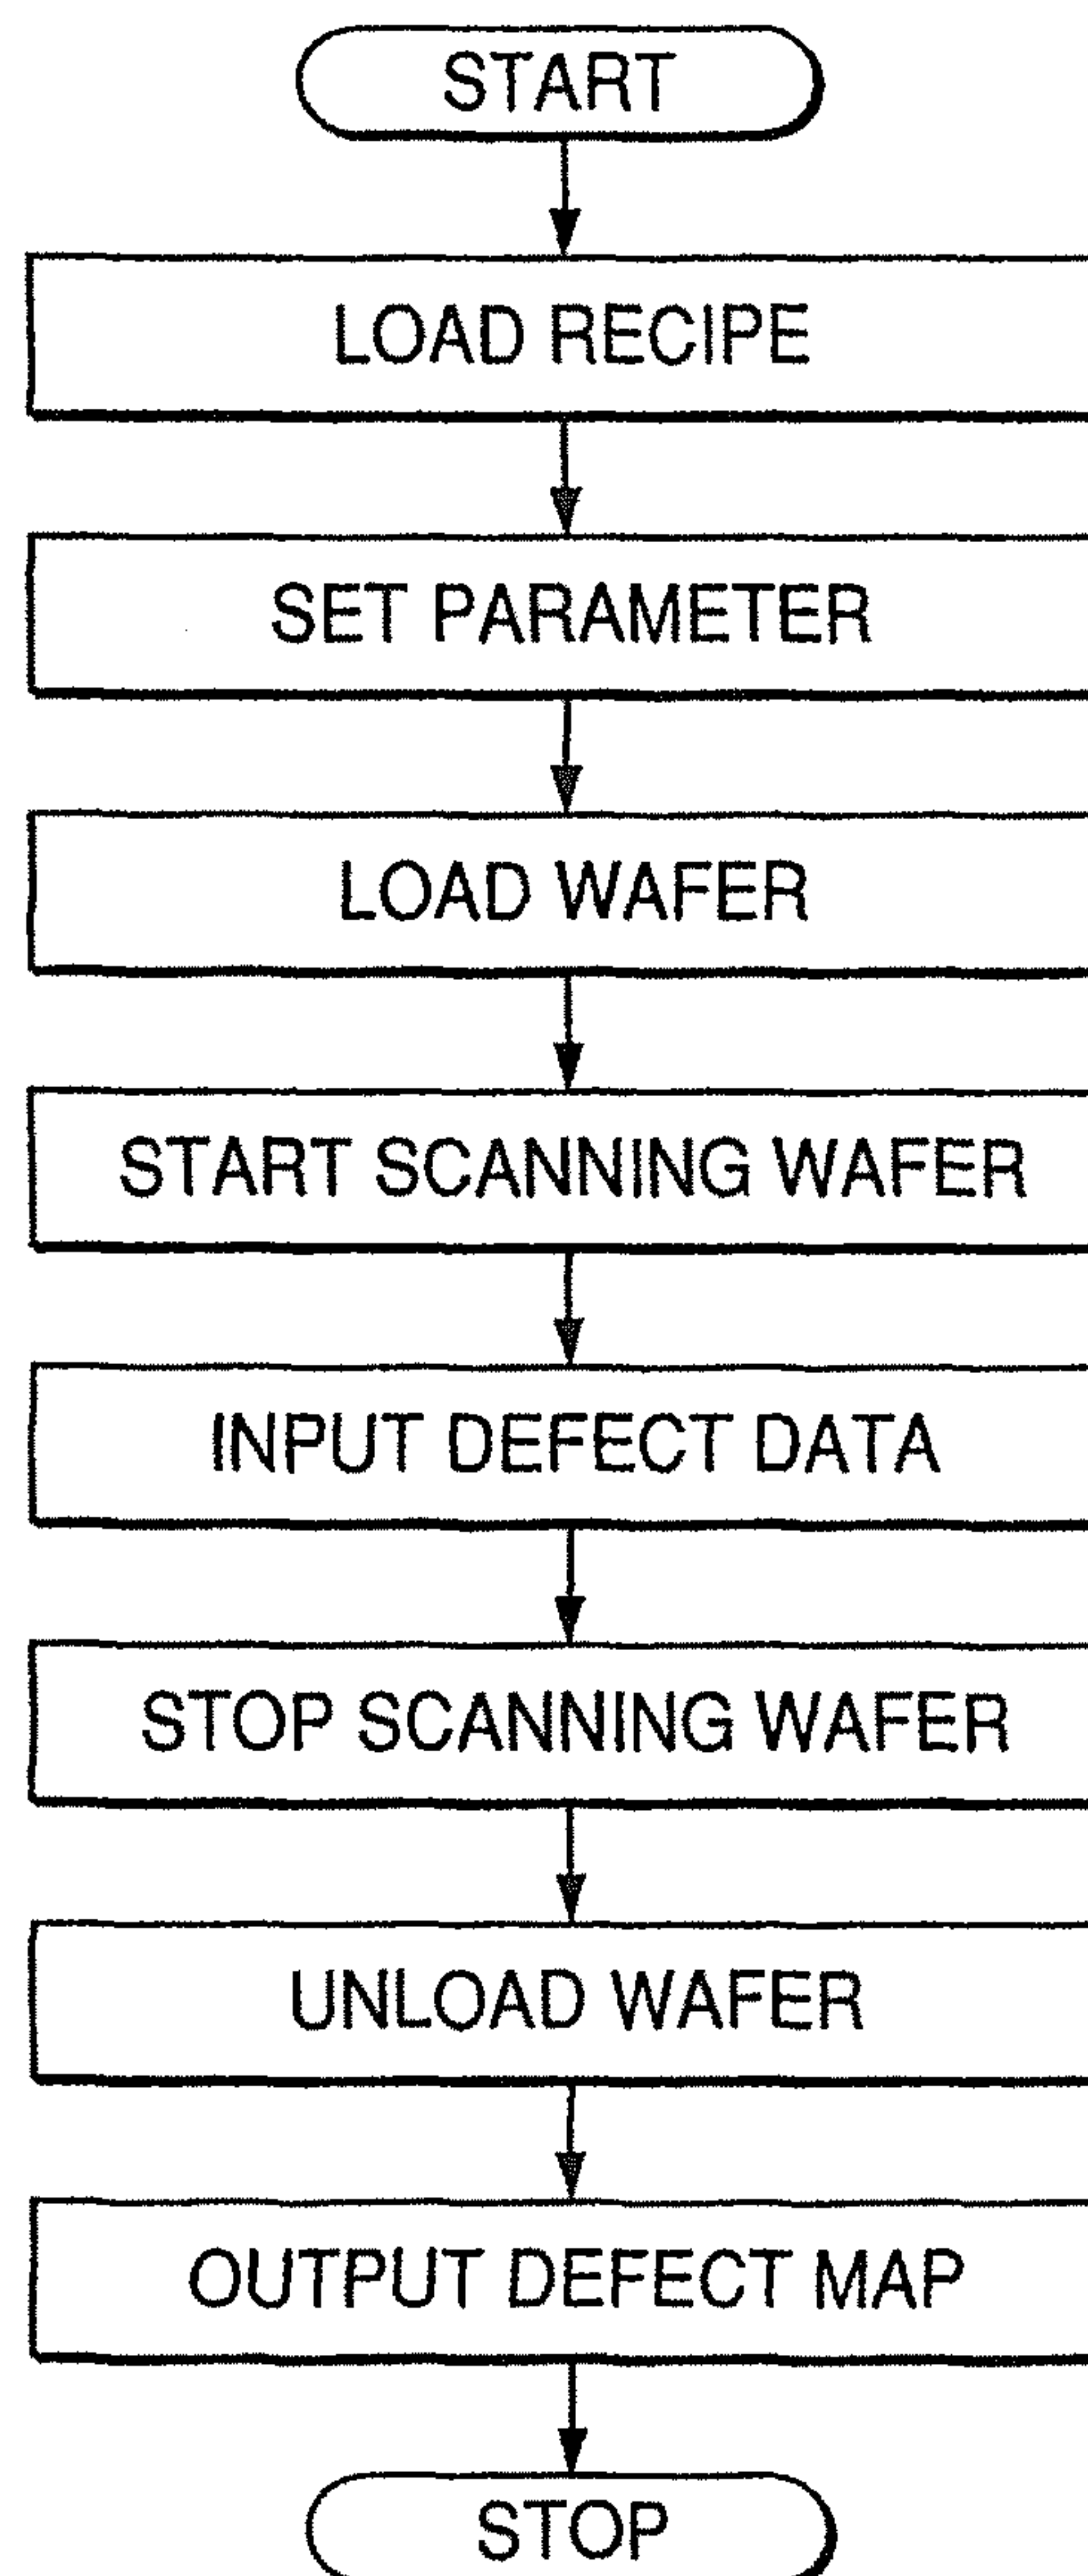 START
LOAD RECIPE
SET PARAMETER
LOAD WAFER
START SCANNING WAFER
INPUT DEFECT DATA
STOP SCANNING WAFER
UNLOAD WAFER
OUTPUT DEFECT MAP
STOP